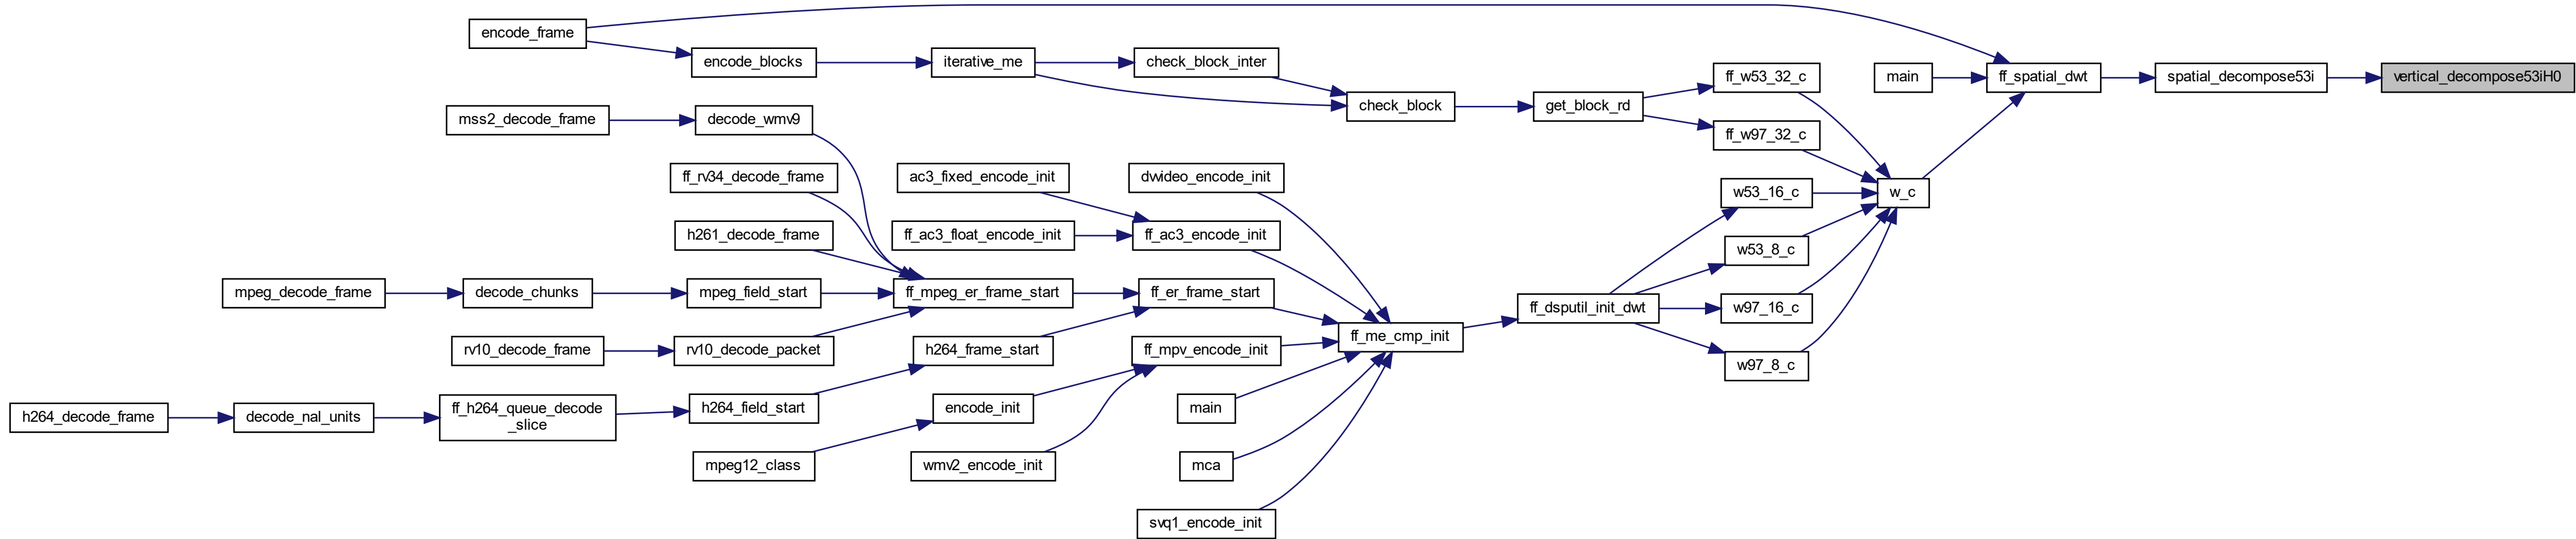 encode_frame
encode_blocks
iterative_me
check_block_inter
ff_w53_32_c
main
ff_spatial_dwt
spatial_decompose53i
vertical_decompose53iH0
mss2_decode_frame
decode_wmv9
check_block
get_block_rd
ff_w97_32_c
ff_rv34_decode_frame
ac3_fixed_encode_init
dvvideo_encode_init
w53_16_c
w_c
h261_decode_frame
ff_ac3_float_encode_init
ff_ac3_encode_init
w53_8_c
mpeg_decode_frame
decode_chunks
mpeg_field_start
ff_mpeg_er_frame_start
ff_er_frame_start
ff_dsputil_init_dwt
w97_16_c
rv10_decode_frame
rv10_decode_packet
h264_frame_start
ff_mpv_encode_init
ff_me_cmp_init
w97_8_c
h264_decode_frame
decode_nal_units
ff_h264_queue_decode
_slice
h264_field_start
encode_init
main
mpeg12_class
wmv2_encode_init
mca
svq1_encode_init